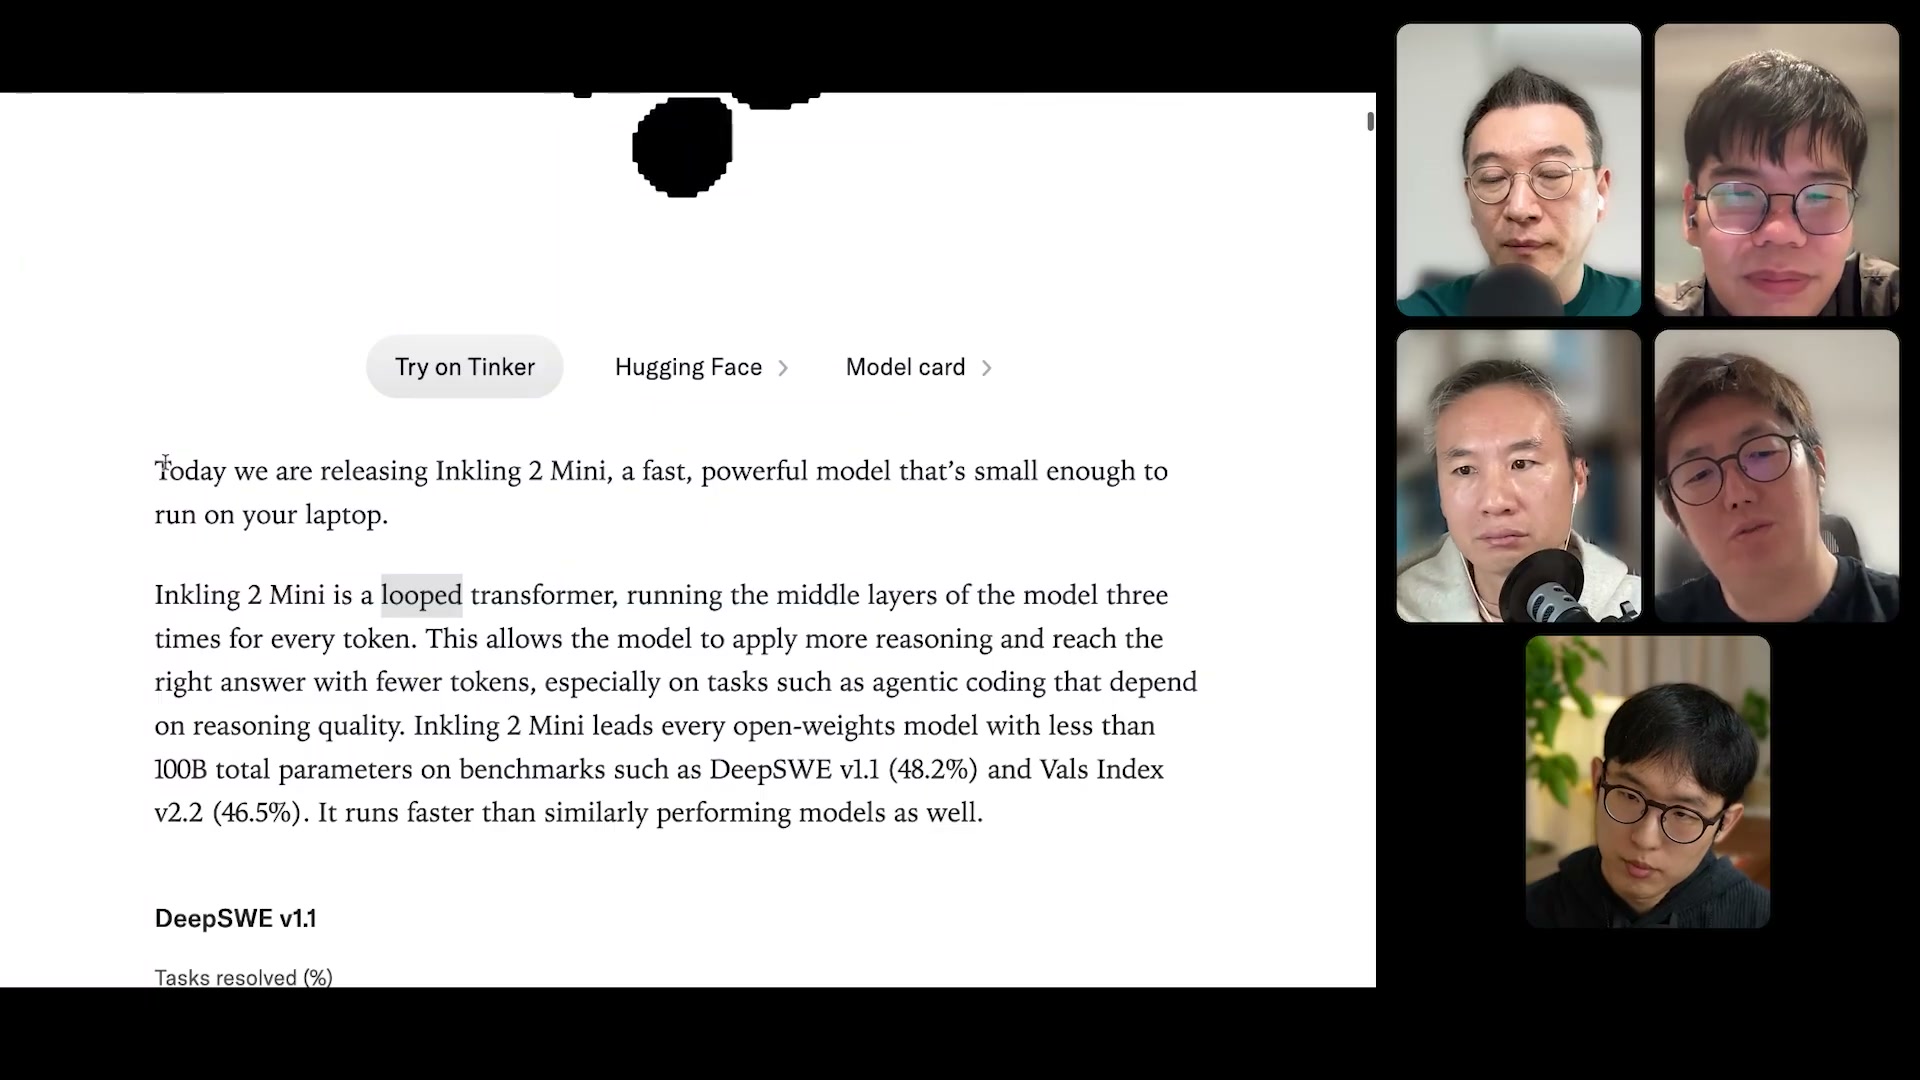 Try on Tinker
Hugging Face
Model card
Today we are releasing Inkling 2 Mini, a fast, powerful model that’s small enough to
run on your laptop.
Inkling 2 Mini is a looped transformer, running the middle layers of the model three
times for every token. This allows the model to apply more reasoning and reach the
right answer with fewer tokens, especially on tasks such as agentic coding that depend
on reasoning quality. Inkling 2 Mini leads every open-weights model with less than
100B total parameters on benchmarks such as DeepSWE v1.1 (48.2%) and Vals Index
v2.2 (46.5%). It runs faster than similarly performing models as well.
DeepSWE v1.1
Tasks resolved (%)